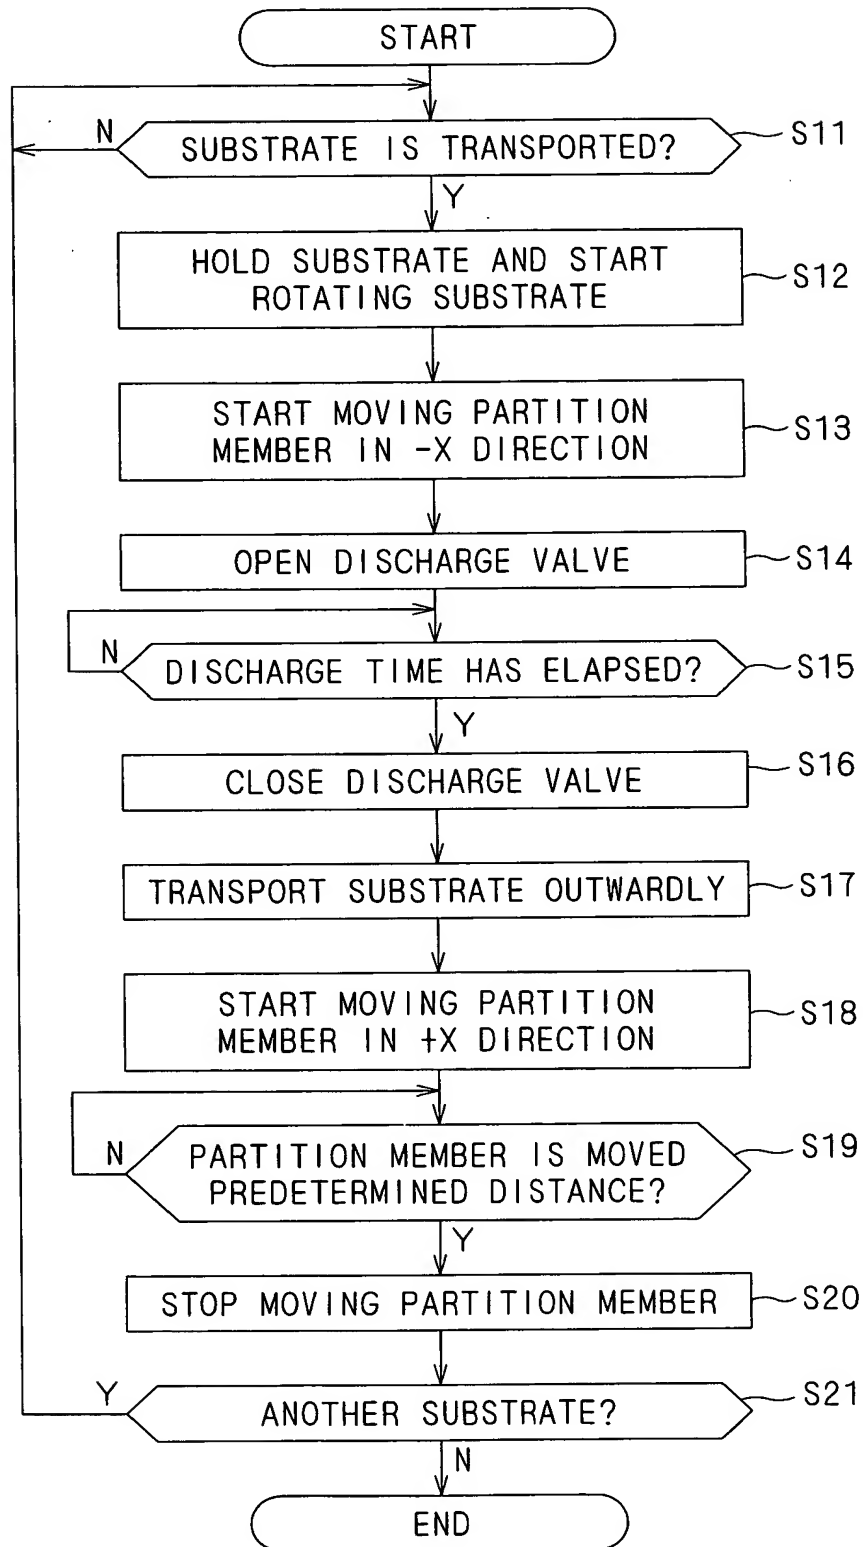 START
N
SUBSTRATE IS TRANSPORTED?
S11
Y
HOLD SUBSTRATE AND START
ROTATING SUBSTRATE
S12
START MOVING PARTITION
MEMBER IN -X DIRECTION
S13
OPEN DISCHARGE VALVE
S14
N
DISCHARGE TIME HAS ELAPSED?
S15
Y
CLOSE DISCHARGE VALVE
S16
TRANSPORT SUBSTRATE OUTWARDLY
S17
START MOVING PARTITION
MEMBER IN +X DIRECTION
S18
N
PARTITION MEMBER IS MOVED
PREDETERMINED DISTANCE?
S19
Y
STOP MOVING PARTITION MEMBER
S20
Y
ANOTHER SUBSTRATE?
S21
N
END